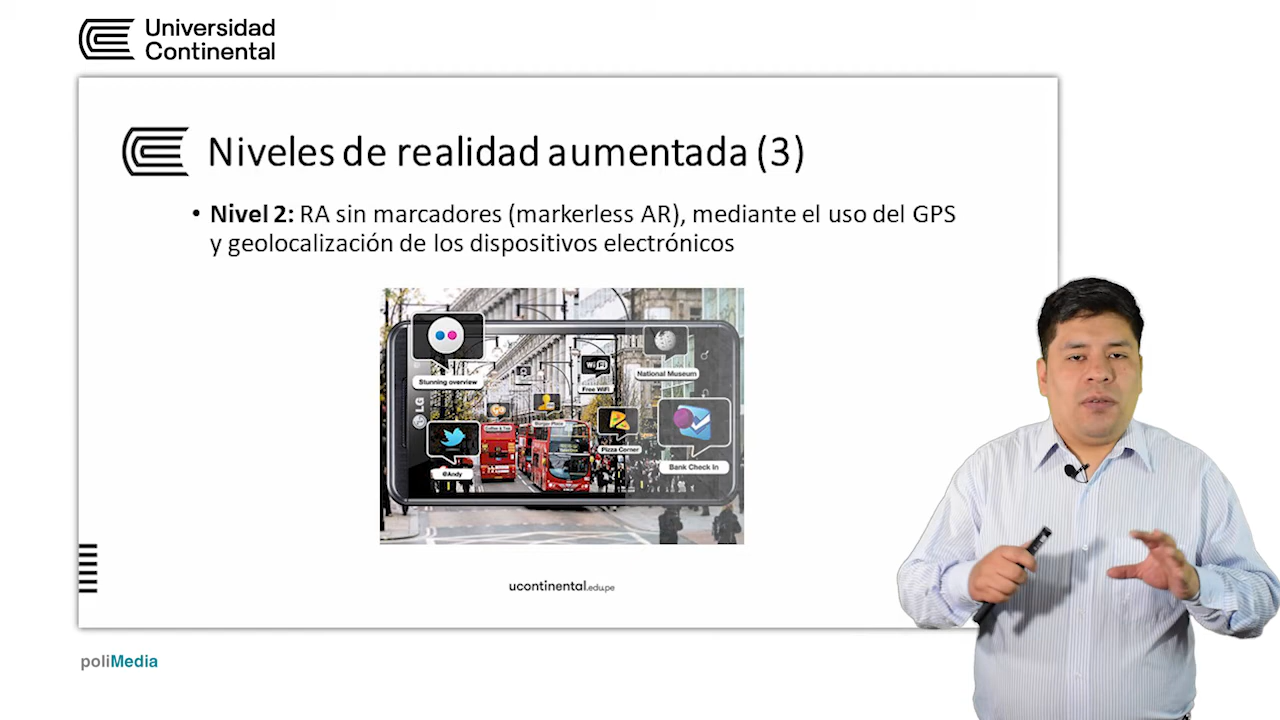 Universidad
Continental
Niveles de realidad aumentada (3)
• Nivel 2: RA sin marcadores (markerless AR), mediante el uso del GPS
y geolocalización de los dispositivos electrónicos
Stunning overview
National Museum
Free WiFi
Pizza Corner
LG
@Andy
Bank Check In
ucontinental.edu.pe
poliMedia